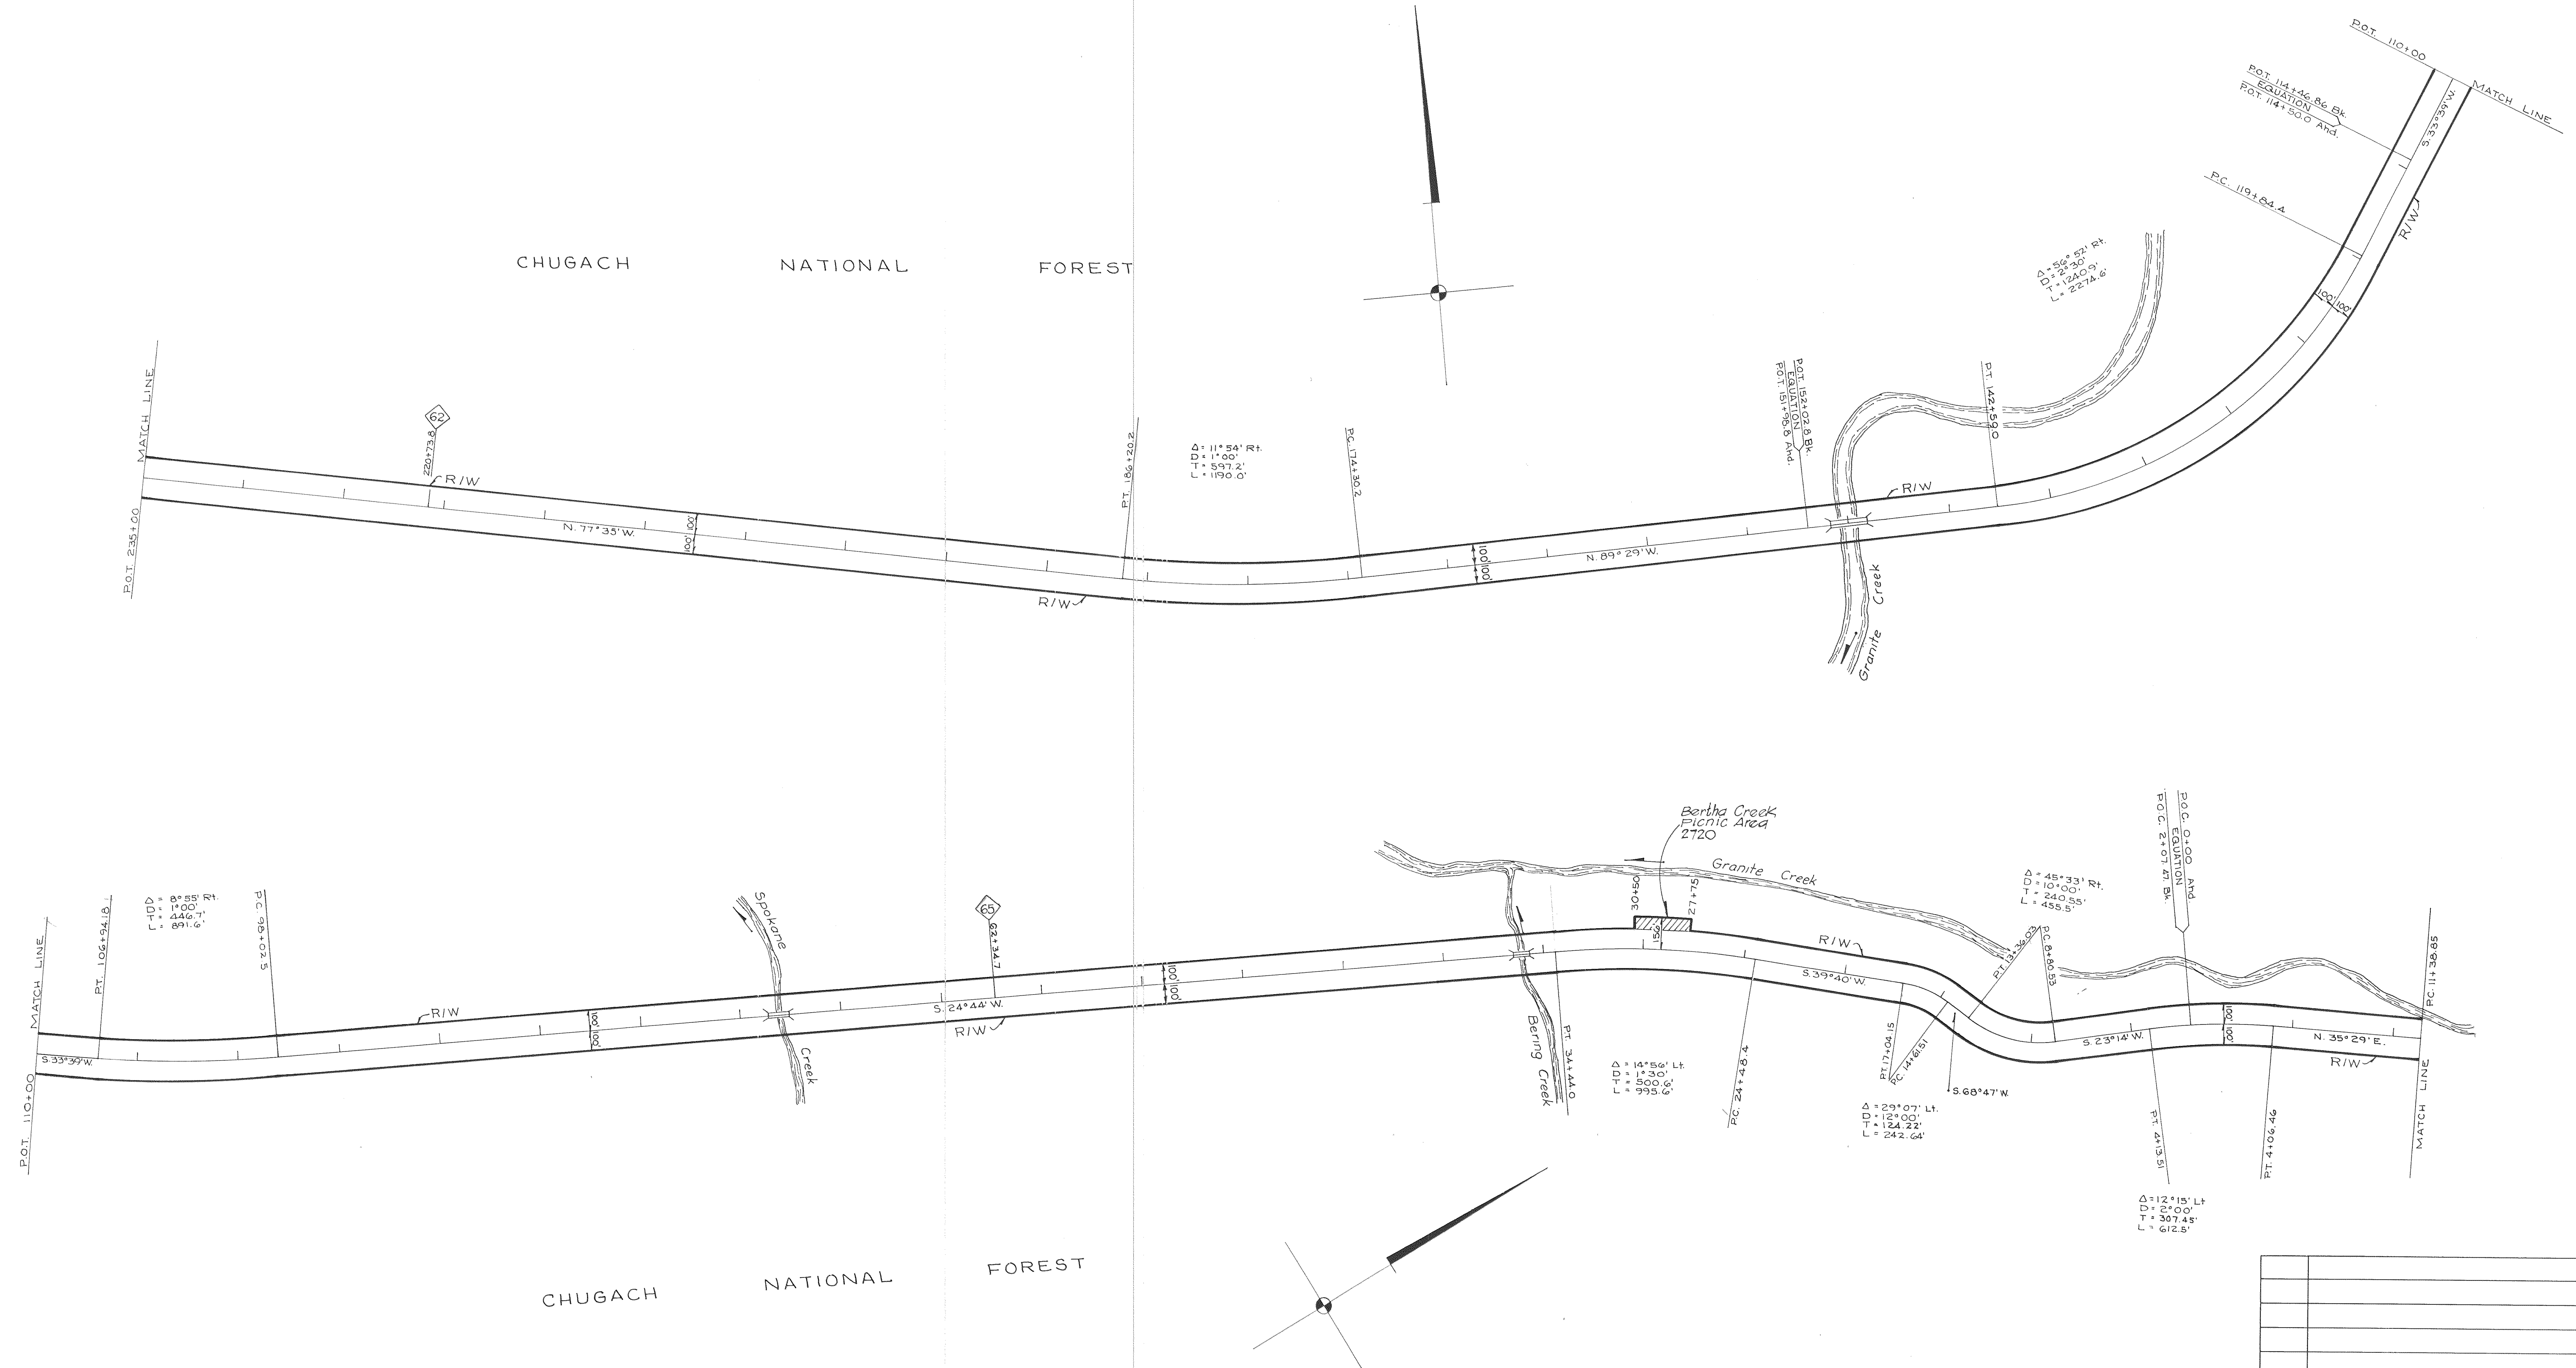 P.O.T. 110+00
MATCH LINE
P.O.T. 114+46.86 Bk.
EQUATION
P.O.T. 114+50.0 Ahd.
S. 33°39' W.
P.C. 119+84.4
R/W
Δ = 56° 52' Rt.
D = 2°30'
T = 1240.9'
L = 2274.6'
100' 100'
CHUGACH NATIONAL FOREST
MATCH LINE
P.O.T. 235+00
62
220+73.8
R/W
N. 77°35' W.
100'
100'
P.T. 186+20.2
R/W
Δ = 11°54' Rt.
D = 1°00'
T = 597.2'
L = 1190.0'
P.C. 174+30.2
100' 100'
N. 89°29' W.
P.O.T. 152+02.8 Bk.
EQUATION
P.O.T. 151+98.8 Ahd.
R/W
P.T. 142+59.0
Granite Creek
Bertha Creek
Picnic Area
2720
Granite Creek
MATCH LINE
P.O.T. 110+00
S. 33°39' W.
P.T. 106+94.18
Δ = 8°55' Rt.
D = 1°00'
T = 446.7'
L = 891.6'
P.C. 98+02.5
R/W
100' 100'
Spokane
Creek
65
62+34.7
S. 24°44' W.
R/W
100' 100'
Bering Creek
P.T. 34+44.0
30+50
27+75
156'
Δ = 14°56' Lt.
D = 1°30'
T = 500.6'
L = 995.6'
P.C. 24+48.4
S. 39°40' W.
R/W
P.T. 17+04.15
P.C. 14+61.51
Δ = 29°07' Lt.
D = 12°00'
T = 124.22'
L = 242.64'
S. 68°47' W.
P.T. 13+36.03
P.C. 8+80.53
Δ = 45°33' Rt.
D = 10°00'
T = 240.55'
L = 455.5'
S. 23°14' W.
P.O.C. 0+00 Ahd
EQUATION
P.O.C. 2+07.47 Bk.
P.T. 4+13.51
Δ = 12°15' Lt
D = 2°00'
T = 307.45'
L = 612.5'
100' 100'
P.T. 4+06.46
N. 35°29' E.
R/W
P.C. 11+38.85
MATCH LINE
CHUGACH NATIONAL FOREST